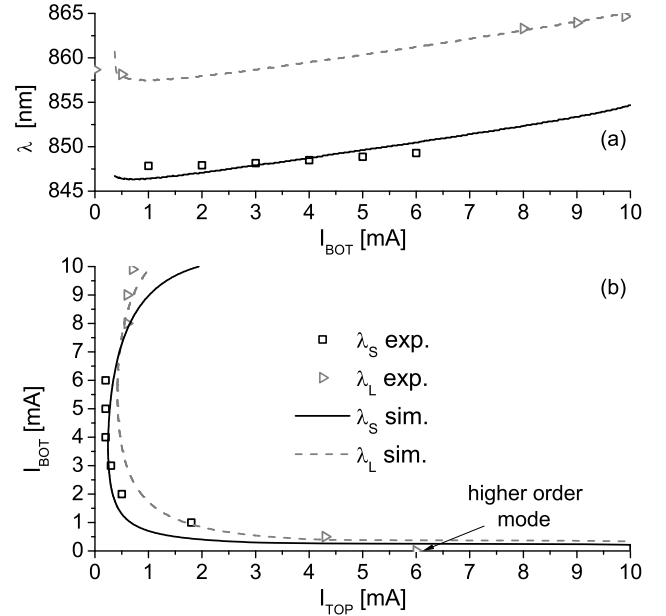 865
860
855
850
845
λ [nm]
(a)
0 1 2 3 4 5 6 7 8 9 10
I_BOT [mA]
10
9
8
7
6
5
4
3
2
1
0
I_BOT [mA]
(b)
λ_S exp.
λ_L exp.
λ_S sim.
λ_L sim.
higher order
mode
0 1 2 3 4 5 6 7 8 9 10
I_TOP [mA]